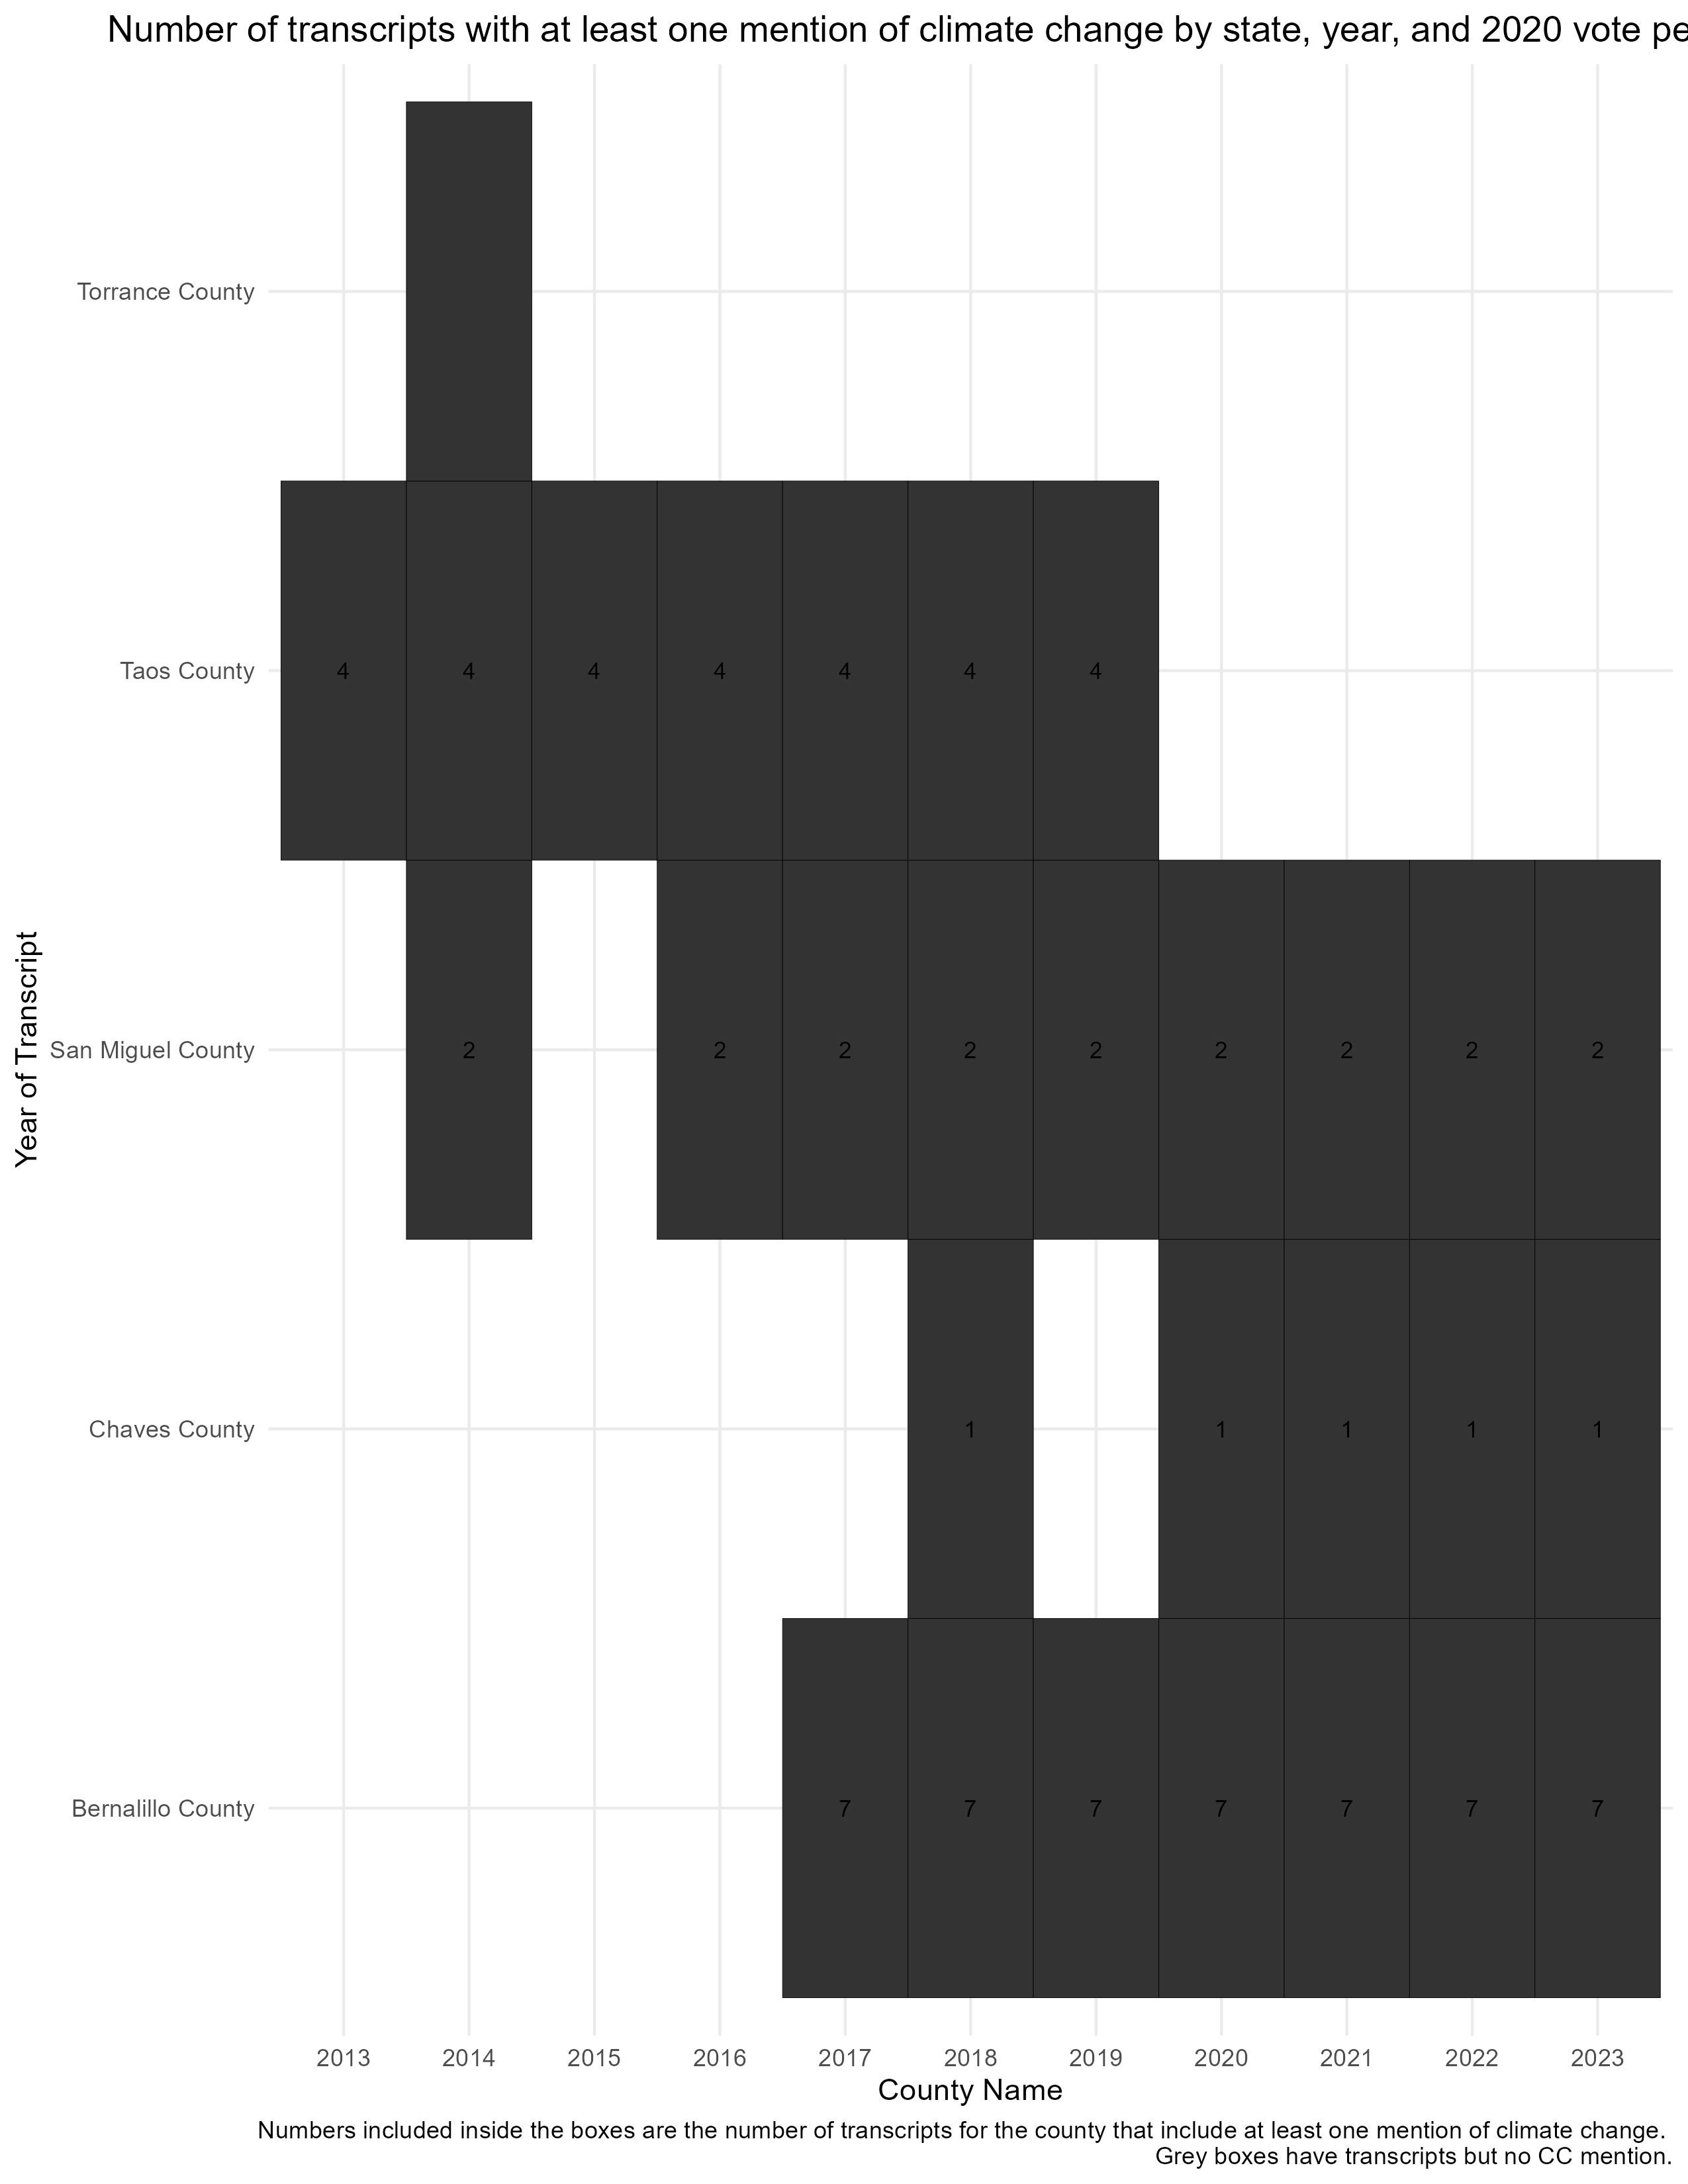 Number of transcripts with at least one mention of climate change by state, year, and 2020 vote pe
Torrance County
Taos County
4 4 4 4 4 4 4
Year of Transcript
San Miguel County
2 2 2 2 2 2 2 2 2
Chaves County
1 1 1 1 1
Bernalillo County
7 7 7 7 7 7 7
2013 2014 2015 2016 2017 2018 2019 2020 2021 2022 2023
County Name
Numbers included inside the boxes are the number of transcripts for the county that include at least one mention of climate change.
Grey boxes have transcripts but no CC mention.